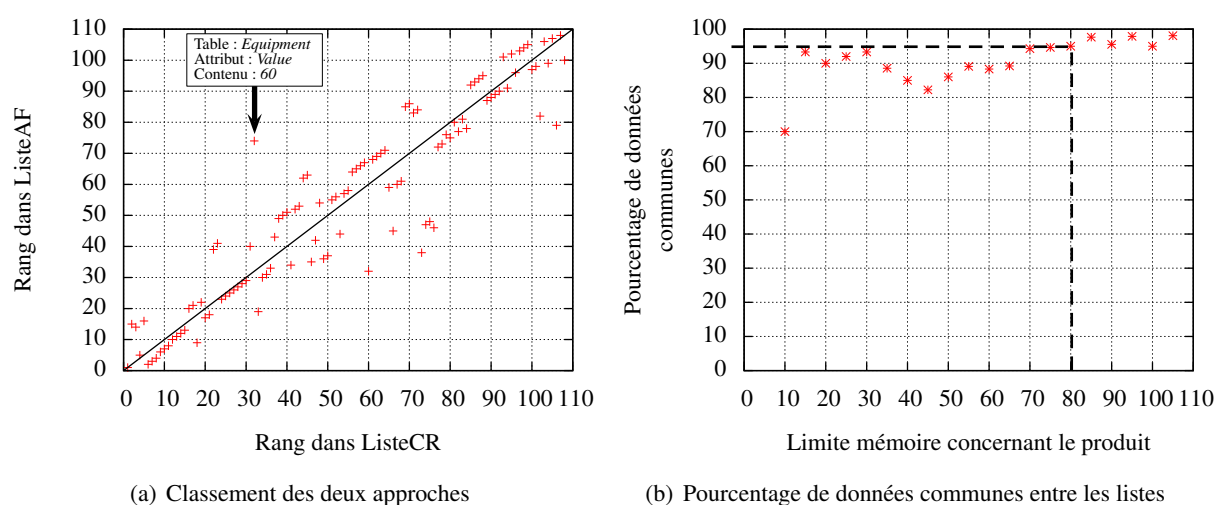 110
100
90
80
70
60
50
40
30
20
10
0
Rang dans ListeAF
Table : Equipment
Attribut : Value
Contenu : 60
0 10 20 30 40 50 60 70 80 90 100 110
Rang dans ListeCR
(a) Classement des deux approches
100
90
80
70
60
50
40
30
20
10
0
Pourcentage de données
communes
0 10 20 30 40 50 60 70 80 90 100 110
Limite mémoire concernant le produit
(b) Pourcentage de données communes entre les listes